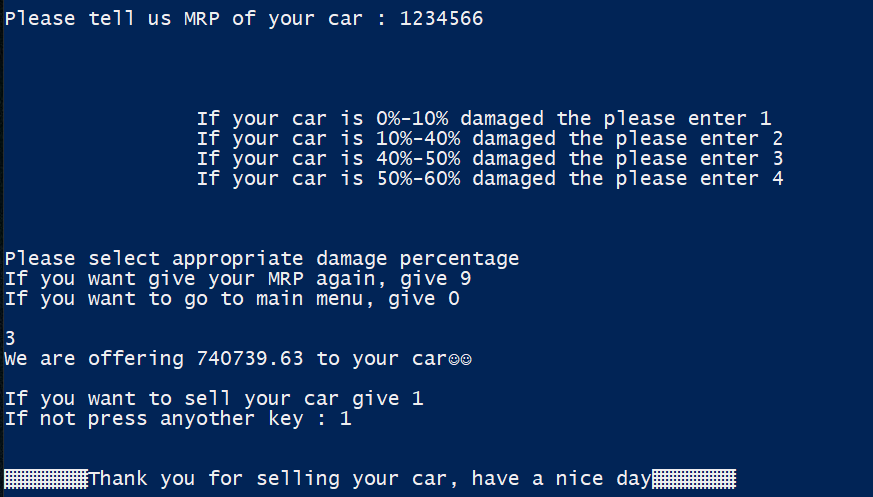 Please tell us MRP of your car : 1234566
If your car is 0%-10% damaged the please enter 1
If your car is 10%-40% damaged the please enter 2
If your car is 40%-50% damaged the please enter 3
If your car is 50%-60% damaged the please enter 4
Please select appropriate damage percentage
If you want give your MRP again, give 9
If you want to go to main menu, give 0
3
We are offering 740739.63 to your car☺☺
If you want to sell your car give 1
If not press anyother key : 1
▓▓▓▓▓▓▓Thank you for selling your car, have a nice day▓▓▓▓▓▓▓